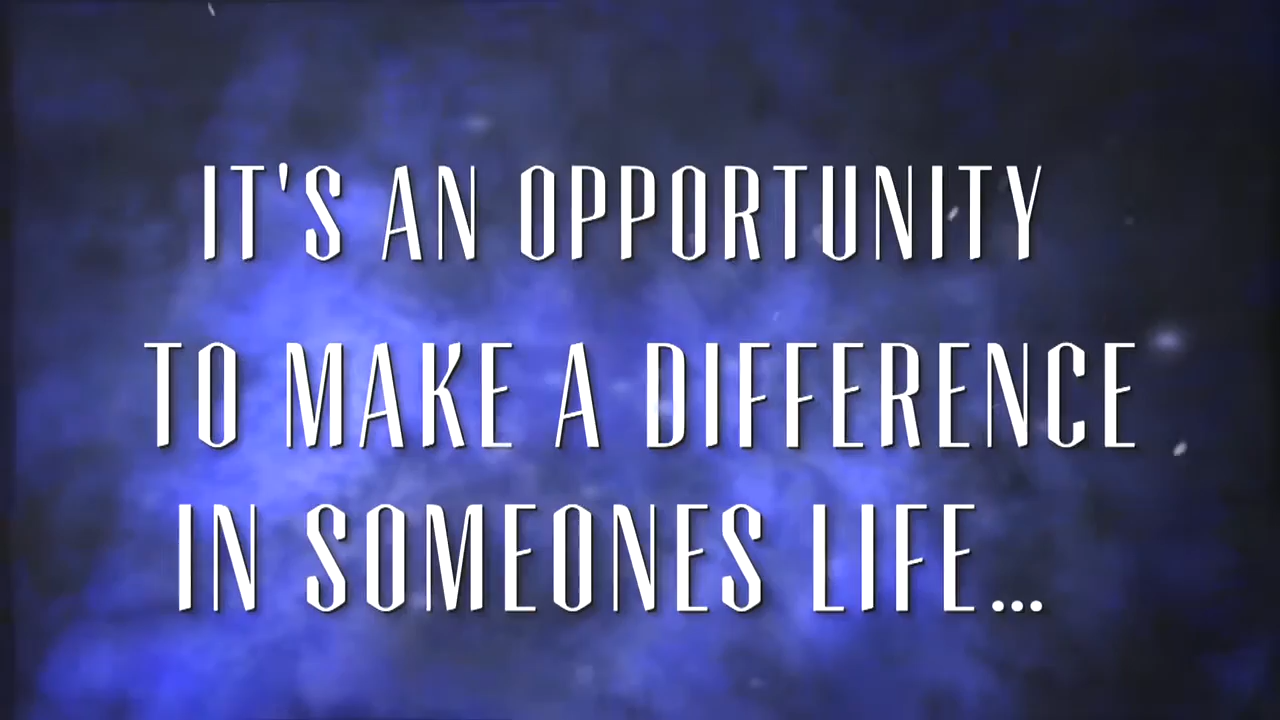 IT'S AN OPPORTUNITY
TO MAKE A DIFFERENCE
IN SOMEONES LIFE...